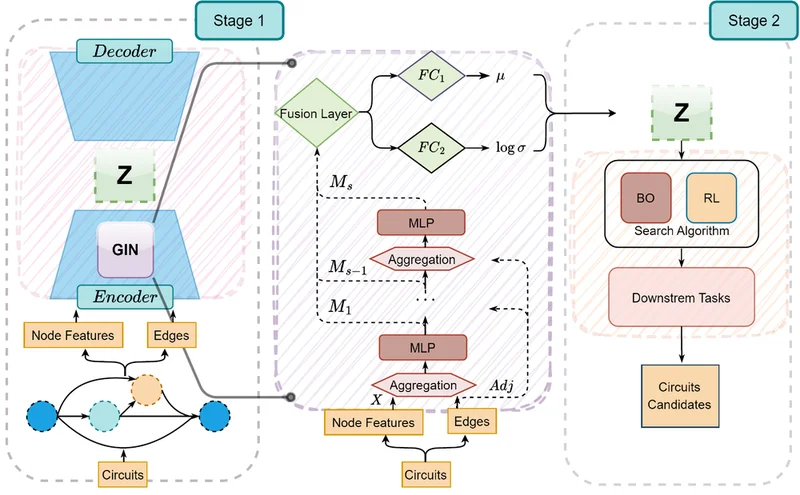 Stage 1
Decoder
Z
GIN
Encoder
Node Features
Edges
Circuits
Fusion Layer
FC₁
μ
FC₂
log σ
Mₛ
MLP
Aggregation
Mₛ₋₁
...
M₁
MLP
Aggregation
X
Adj
Node Features
Edges
Circuits
Stage 2
Z
BO
RL
Search Algorithm
Downstrem Tasks
Circuits
Candidates